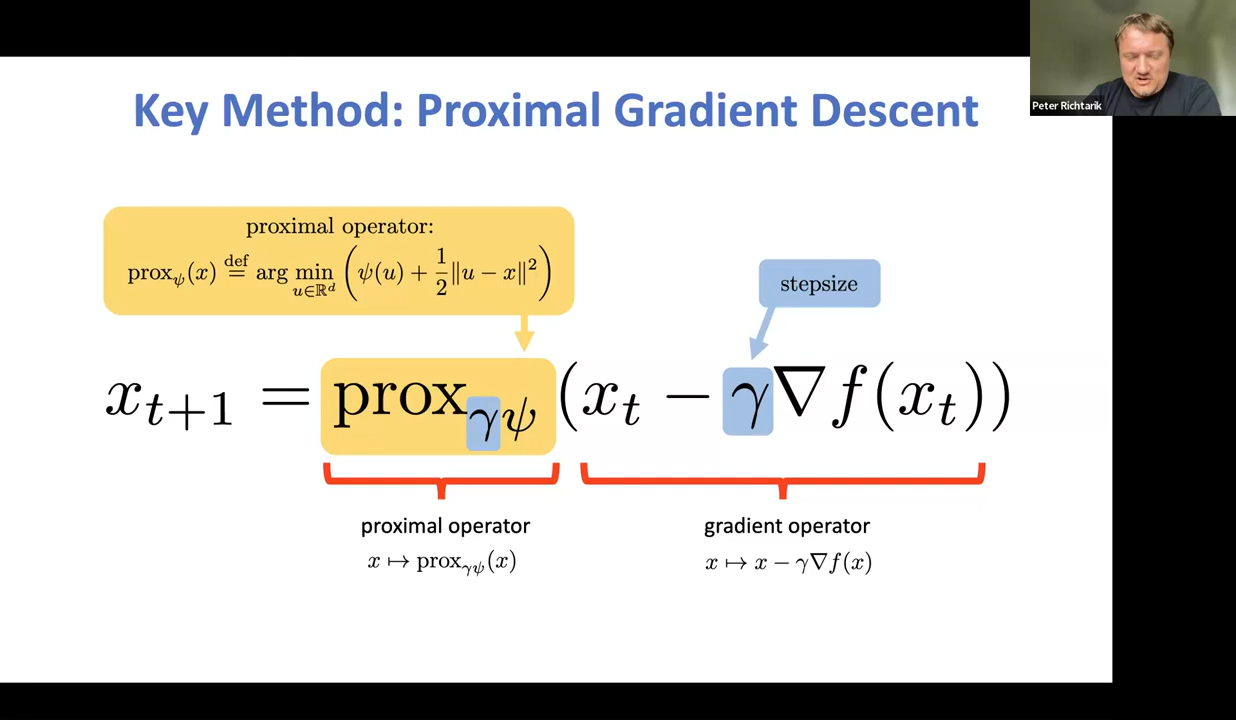 Key Method: Proximal Gradient Descent
Peter Richtarik
proximal operator:
prox_ψ(x) ≝ arg min_{u∈ℝ^d} (ψ(u) + 1/2 ‖u − x‖²)
stepsize
x_{t+1} = prox_{γψ}(x_t − γ∇f(x_t))
proximal operator
x ↦ prox_{γψ}(x)
gradient operator
x ↦ x − γ∇f(x)